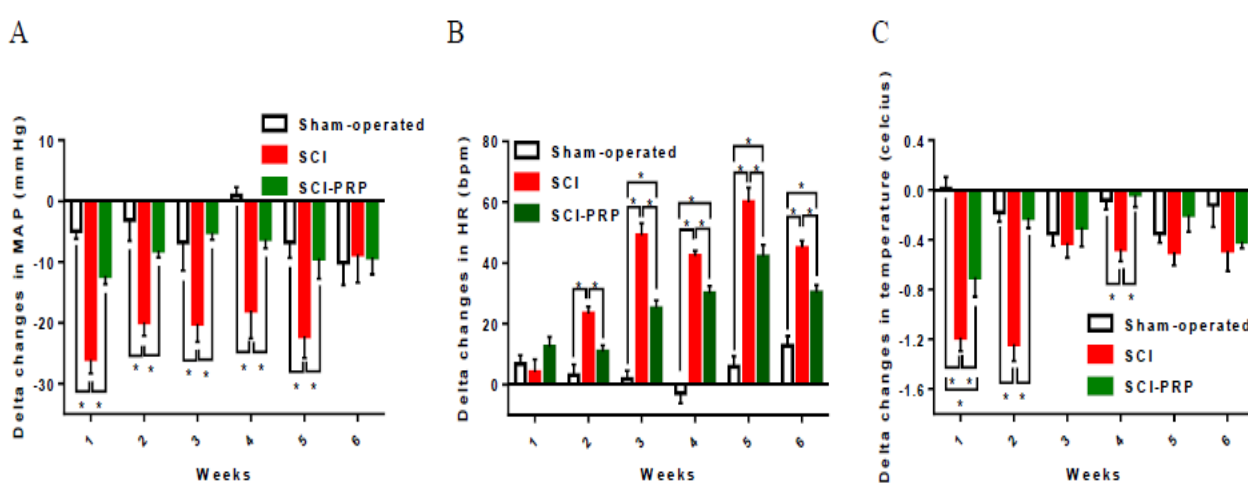 A
B
C
Delta changes in MAP (mmHg)
10
0
-10
-20
-30
Sham-operated
SCI
SCI-PRP
* *
* *
* *
* *
* *
1 2 3 4 5 6
Weeks
Delta changes in HR (bpm)
80
60
40
20
0
Sham-operated
SCI
SCI-PRP
* *
*
* *
*
* *
*
* *
*
* *
1 2 3 4 5 6
Weeks
Delta changes in temperature (celcius)
0.4
0.0
-0.4
-0.8
-1.2
-1.6
* *
*
* *
* *
Sham-operated
SCI
SCI-PRP
1 2 3 4 5 6
Weeks